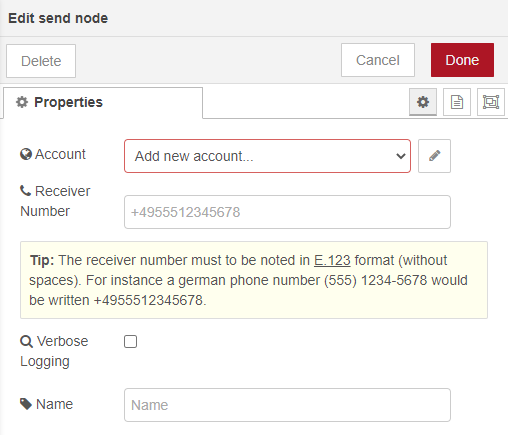 Edit send node
Delete
Cancel
Done
Properties
Account
Add new account...
Receiver
Number
+4955512345678
Tip: The receiver number must to be noted in E.123 format (without
spaces). For instance a german phone number (555) 1234-5678 would
be written +4955512345678.
Verbose
Logging
Name
Name